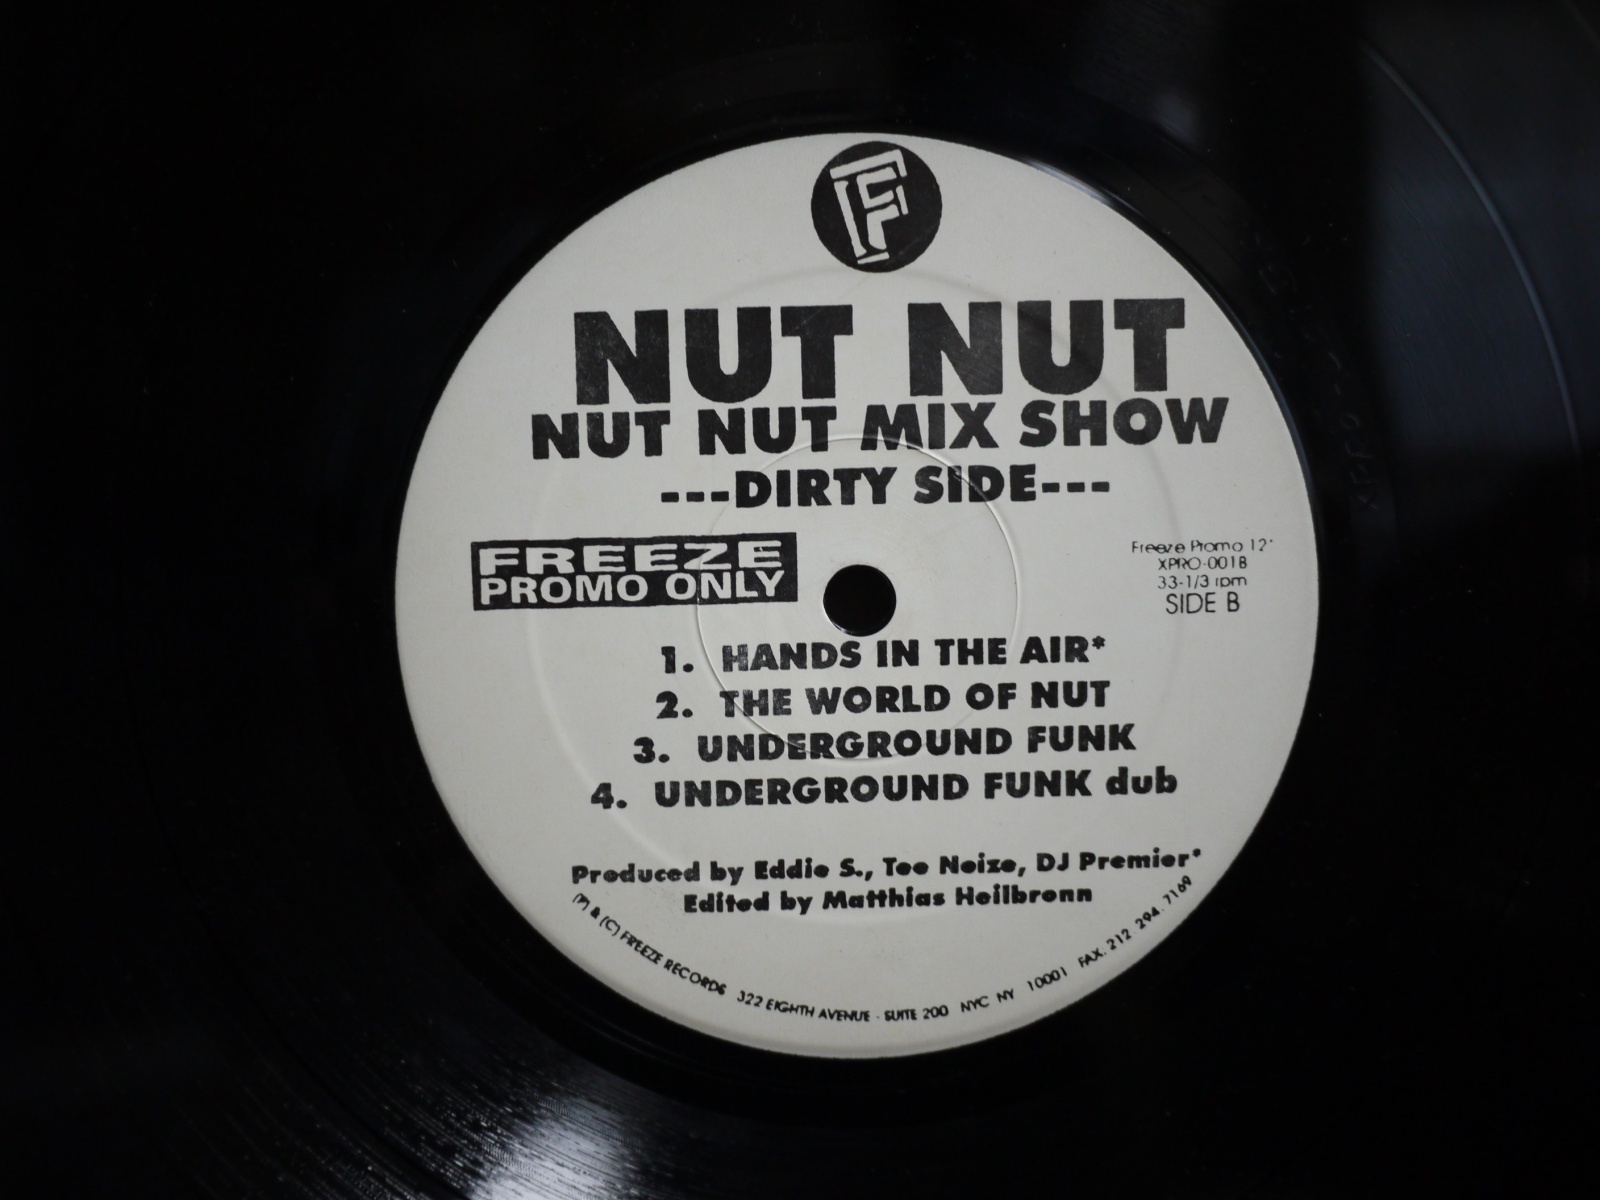 F
NUT NUT
NUT NUT MIX SHOW
---DIRTY SIDE---
FREEZE
PROMO ONLY
Freeze Promo 12"
XPRO-001B
33-1/3 rpm
SIDE B
1. HANDS IN THE AIR*
2. THE WORLD OF NUT
3. UNDERGROUND FUNK
4. UNDERGROUND FUNK dub
Produced by Eddie S., Tee Noize, DJ Premier*
Edited by Matthias Heilbronn
(P) & (C) FREEZE RECORDS 322 EIGHTH AVENUE - SUITE 200 NYC NY 10001 FAX. 212. 294. 7169